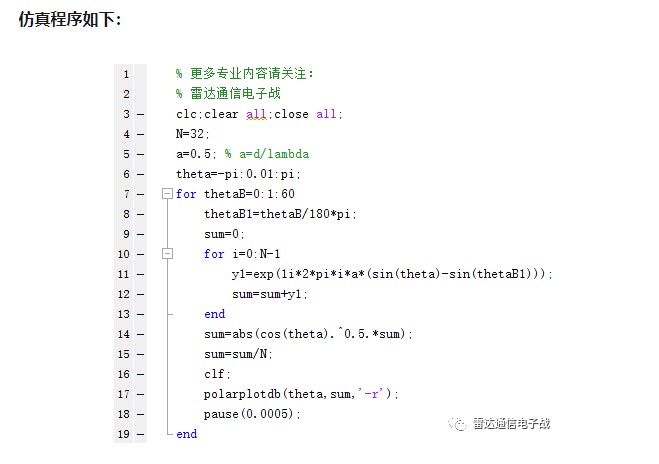 仿真程序如下：
1 — % 更多专业内容请关注：
2 — % 雷达通信电子战
3 — clc;clear all;close all;
4 — N=32;
5 — a=0.5; % a=d/lambda
6 — theta=-pi:0.01:pi;
7 — for thetaB=0:1:60
8 — thetaB1=thetaB/180*pi;
9 — sum=0;
10 — for i=0:N-1
11 — y1=exp(1i*2*pi*i*a*(sin(theta)-sin(thetaB1)));
12 — sum=sum+y1;
13 — end
14 — sum=abs(cos(theta).^0.5.*sum);
15 — sum=sum/N;
16 — clf;
17 — polarplotdb(theta,sum,'-r');
18 — pause(0.0005);
19 — end
雷达通信电子战